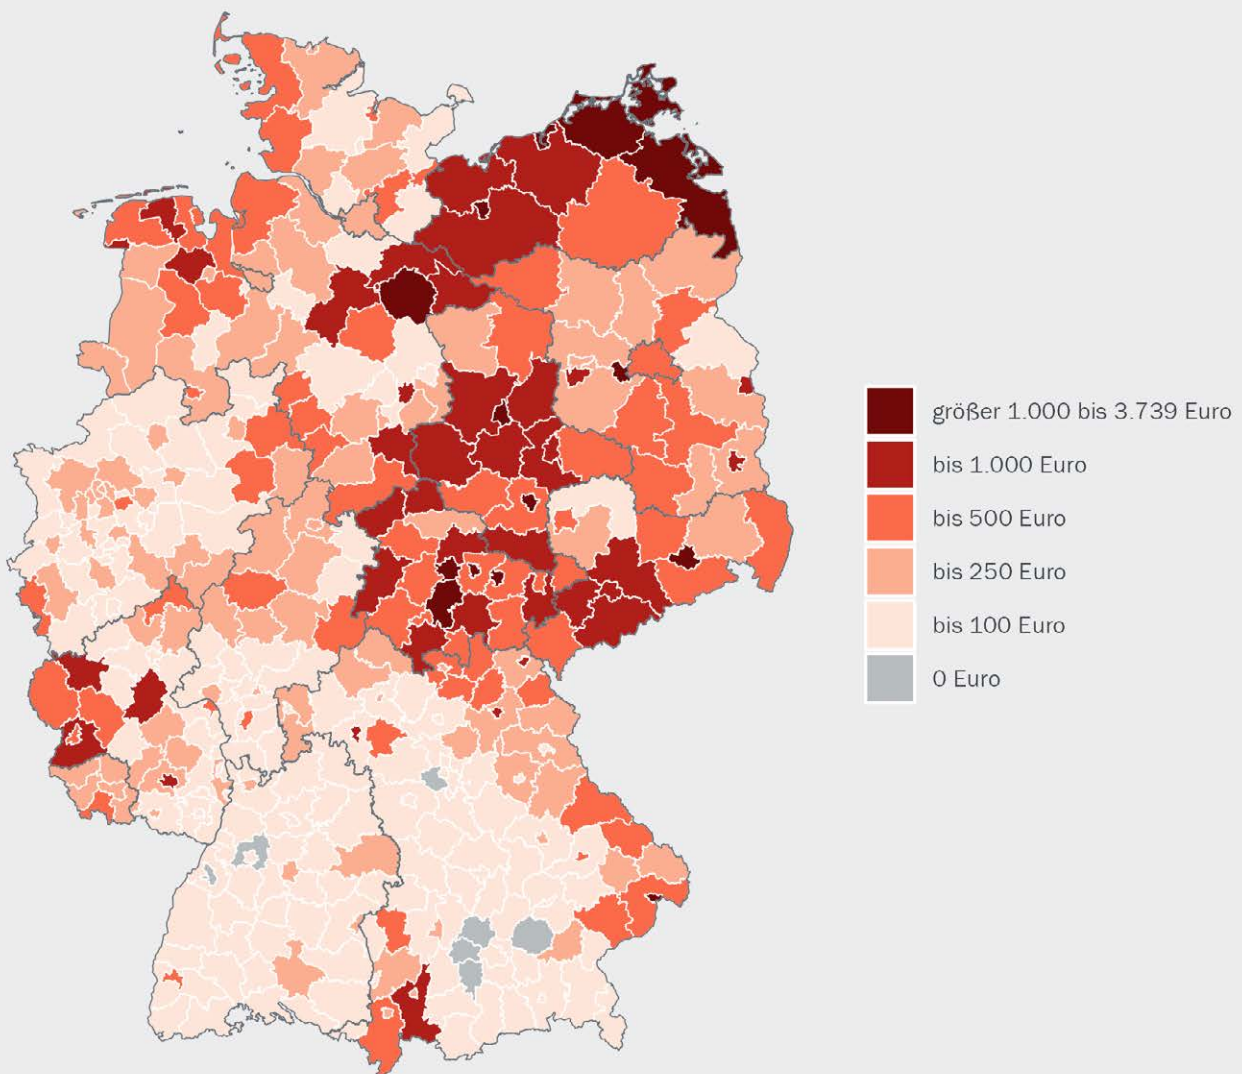 größer 1.000 bis 3.739 Euro
bis 1.000 Euro
bis 500 Euro
bis 250 Euro
bis 100 Euro
0 Euro